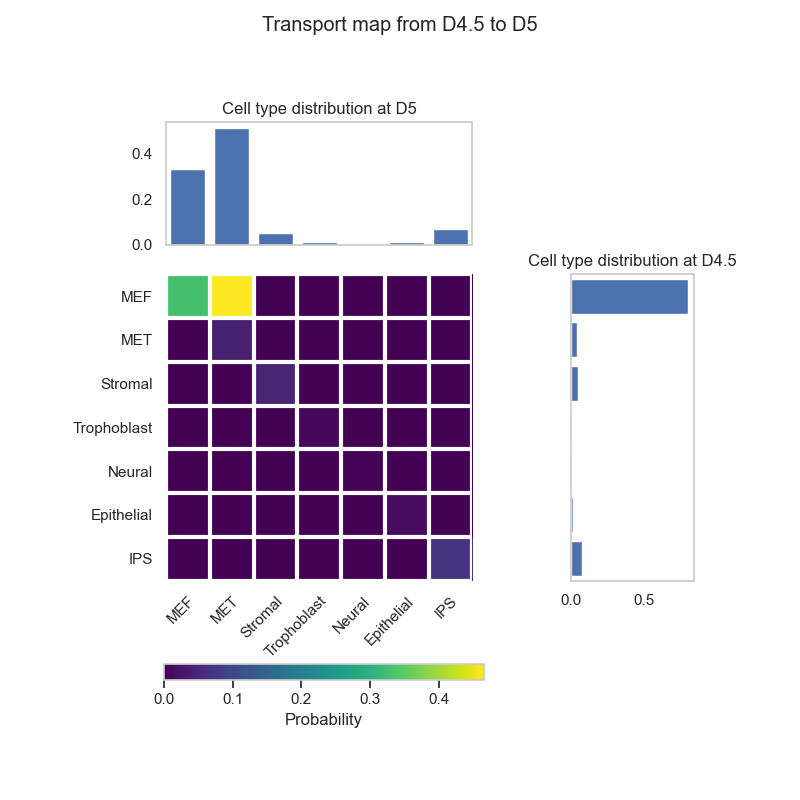 Transport map from D4.5 to D5
Cell type distribution at D5
0.4
0.2
0.0
Cell type distribution at D4.5
MEF
MET
Stromal
Trophoblast
Neural
Epithelial
IPS
0.0 0.5
MEF MET Stromal Trophoblast Neural Epithelial IPS
0.0 0.1 0.2 0.3 0.4
Probability